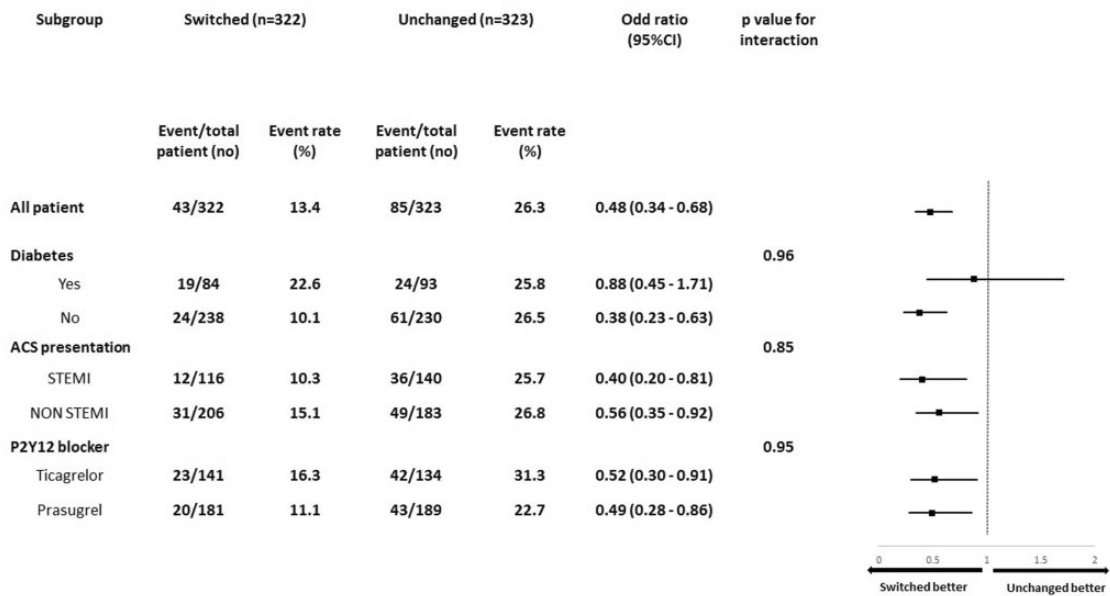 Subgroup Switched (n=322) Unchanged (n=323) Odd ratio p value for
(95%CI) interaction
Event/total Event rate Event/total Event rate
patient (no) (%) patient (no) (%)
All patient 43/322 13.4 85/323 26.3 0.48 (0.34 - 0.68)
Diabetes 0.96
Yes 19/84 22.6 24/93 25.8 0.88 (0.45 - 1.71)
No 24/238 10.1 61/230 26.5 0.38 (0.23 - 0.63)
ACS presentation 0.85
STEMI 12/116 10.3 36/140 25.7 0.40 (0.20 - 0.81)
NON STEMI 31/206 15.1 49/183 26.8 0.56 (0.35 - 0.92)
P2Y12 blocker 0.95
Ticagrelor 23/141 16.3 42/134 31.3 0.52 (0.30 - 0.91)
Prasugrel 20/181 11.1 43/189 22.7 0.49 (0.28 - 0.86)
0 0.5 1 1.5 2
Switched better Unchanged better